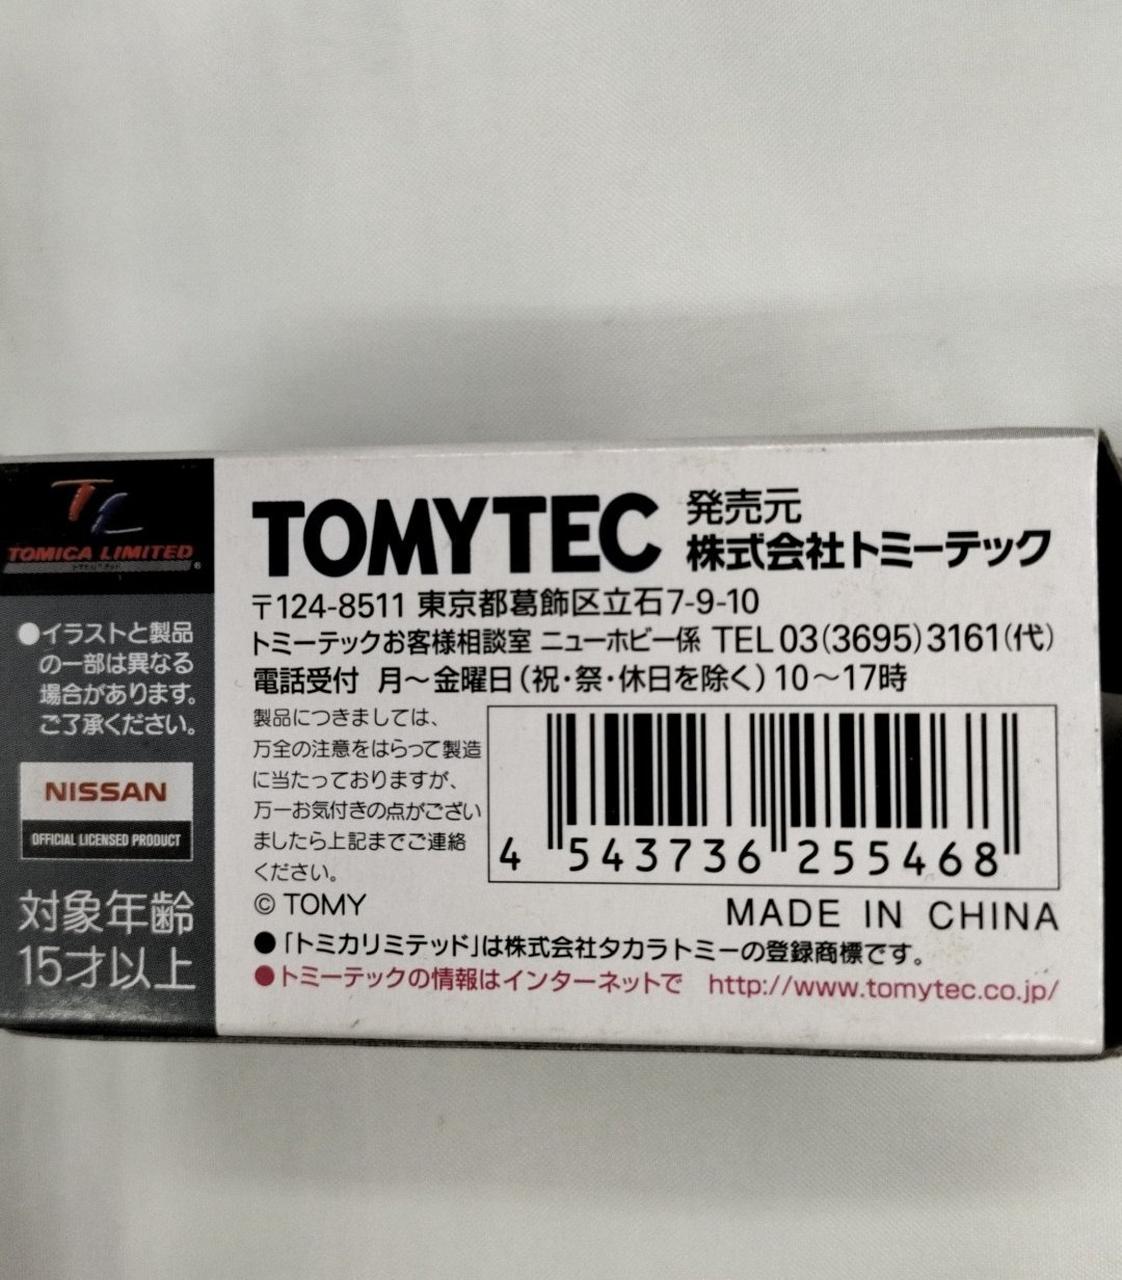 TOMICA LIMITED
®
●イラストと製品
の一部は異なる
場合があります。
ご了承ください。
NISSAN
OFFICIAL LICENSED PRODUCT
対象年齢
15才以上
TOMYTEC 発売元
株式会社トミーテック
〒124-8511 東京都葛飾区立石7-9-10
トミーテックお客様相談室 ニューホビー係 TEL 03(3695)3161(代)
電話受付 月～金曜日(祝・祭・休日を除く) 10～17時
製品につきましては、
万全の注意をはらって製造
に当たっておりますが、
万一お気付きの点がござい
ましたら上記までご連絡
ください。
4 543736 255468
© TOMY
MADE IN CHINA
●「トミカリミテッド」は株式会社タカラトミーの登録商標です。
●トミーテックの情報はインターネットで http://www.tomytec.co.jp/